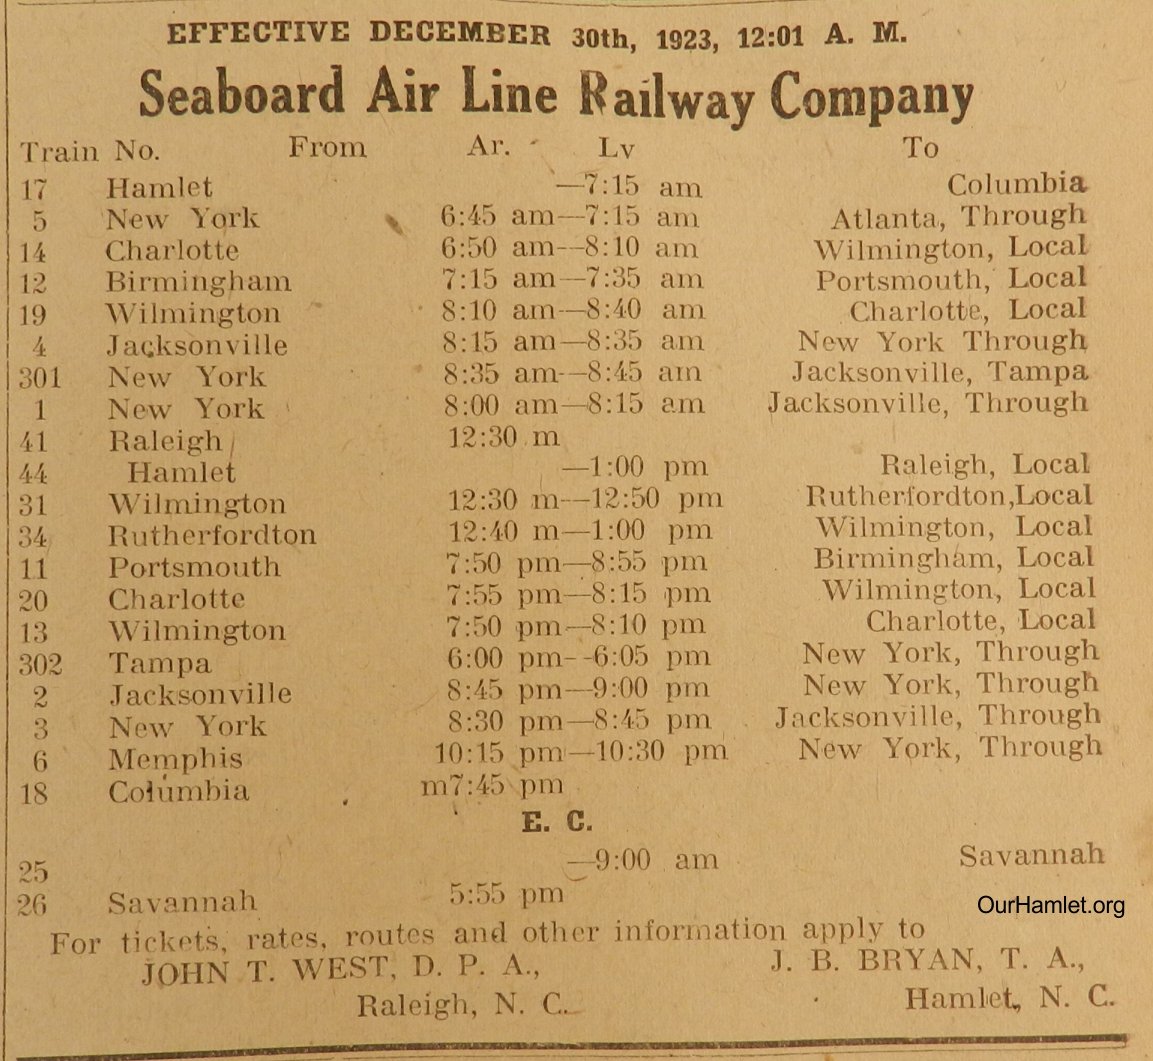 EFFECTIVE DECEMBER 30th, 1923, 12:01 A. M.
Seaboard Air Line Railway Company
Train No. From Ar. Lv To
17 Hamlet —7:15 am Columbia
5 New York 6:45 am—7:15 am Atlanta, Through
14 Charlotte 6:50 am—8:10 am Wilmington, Local
12 Birmingham 7:15 am—7:35 am Portsmouth, Local
19 Wilmington 8:10 am—8:40 am Charlotte, Local
4 Jacksonville 8:15 am—8:35 am New York Through
301 New York 8:35 am—8:45 am Jacksonville, Tampa
1 New York 8:00 am—8:15 am Jacksonville, Through
41 Raleigh 12:30 m
44 Hamlet —1:00 pm Raleigh, Local
31 Wilmington 12:30 m—12:50 pm Rutherfordton,Local
34 Rutherfordton 12:40 m—1:00 pm Wilmington, Local
11 Portsmouth 7:50 pm—8:55 pm Birmingham, Local
20 Charlotte 7:55 pm—8:15 pm Wilmington, Local
13 Wilmington 7:50 pm—8:10 pm Charlotte, Local
302 Tampa 6:00 pm--6:05 pm New York, Through
2 Jacksonville 8:45 pm—9:00 pm New York, Through
3 New York 8:30 pm—8:45 pm Jacksonville, Through
6 Memphis 10:15 pm—10:30 pm New York, Through
18 Columbia m7:45 pm
E. C.
25 —9:00 am Savannah
26 Savannah 5:55 pm
OurHamlet.org
For tickets, rates, routes and other information apply to
JOHN T. WEST, D. P. A., J. B. BRYAN, T. A.,
Raleigh, N. C. Hamlet, N. C.